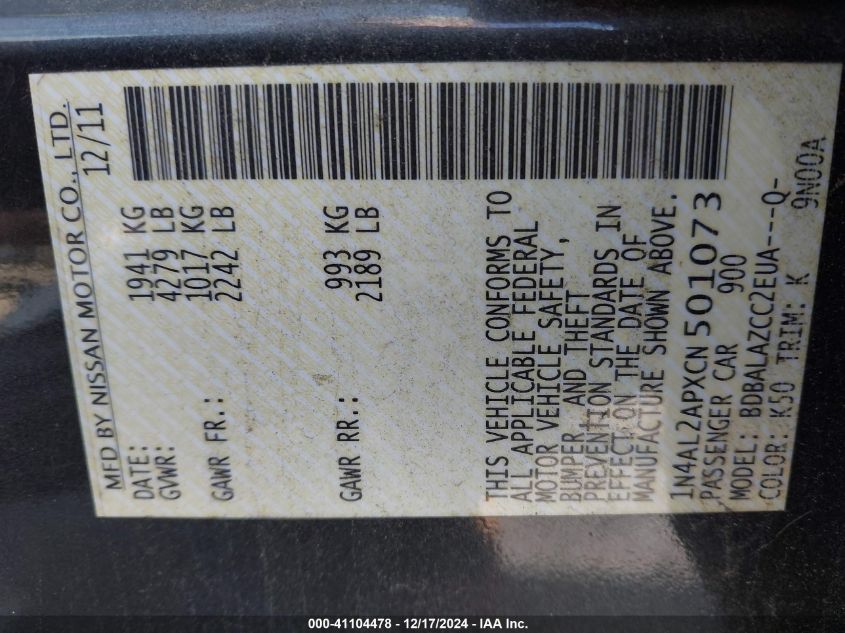 MFD BY NISSAN MOTOR CO., LTD.
DATE: 12/11
GVWR: 1941 KG
4279 LB
GAWR FR.: 1017 KG
2242 LB
GAWR RR.: 993 KG
2189 LB
THIS VEHICLE CONFORMS TO
ALL APPLICABLE FEDERAL
MOTOR VEHICLE SAFETY,
BUMPER AND THEFT
PREVENTION STANDARDS IN
EFFECT ON THE DATE OF
MANUFACTURE SHOWN ABOVE.
1N4AL2APXCN501073
PASSENGER CAR 900
MODEL: BDBALAZCC2EUA---Q-
COLOR: K50 TRIM: K 9N00A
000-41104478 - 12/17/2024 - IAA Inc.